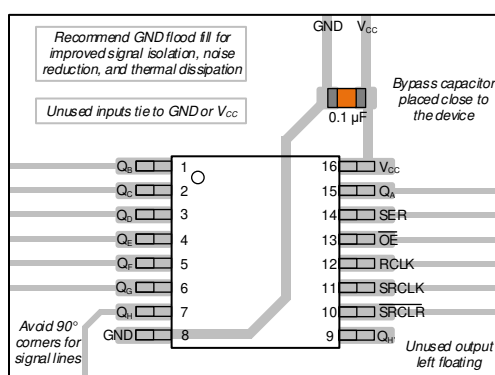 GND VCC
Recommend GND flood fill for
improved signal isolation, noise
reduction, and thermal dissipation
Unused inputs tie to GND or VCC
0.1 µF
Bypass capacitor
placed close to
the device
QB 1 16 VCC
QC 2 15 QA
QD 3 14 SER
QE 4 13 O̅E̅
QF 5 12 RCLK
QG 6 11 SRCLK
QH 7 10 S̅R̅C̅L̅R̅
GND 8 9 QH'
Avoid 90°
corners for
signal lines
Unused output
left floating